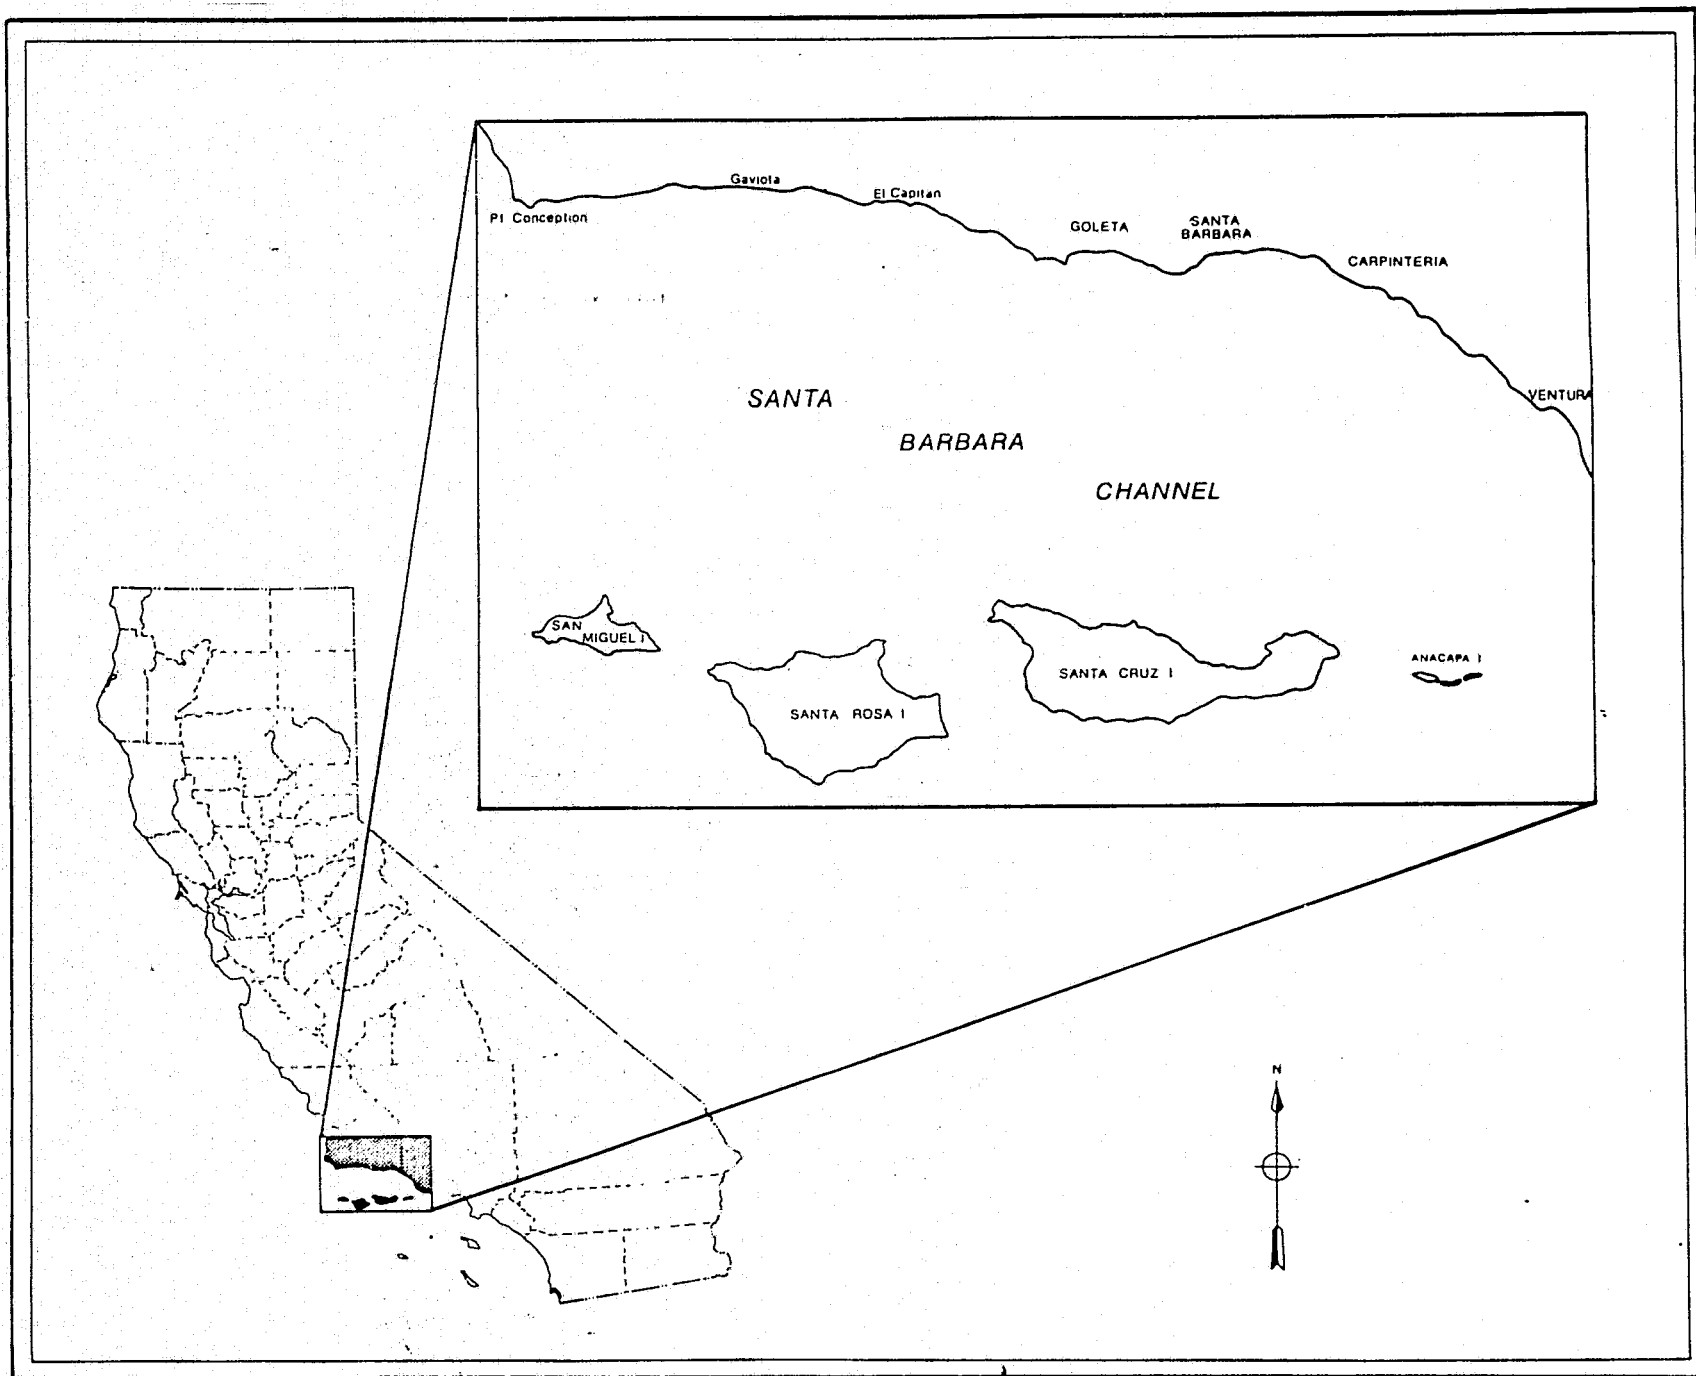 Gaviota
El Capitan
Pt Conception
GOLETA
SANTA
BARBARA
CARPINTERIA
SANTA
BARBARA
CHANNEL
VENTURA
SAN
MIGUEL I
SANTA ROSA I
SANTA CRUZ I
ANACAPA I
N